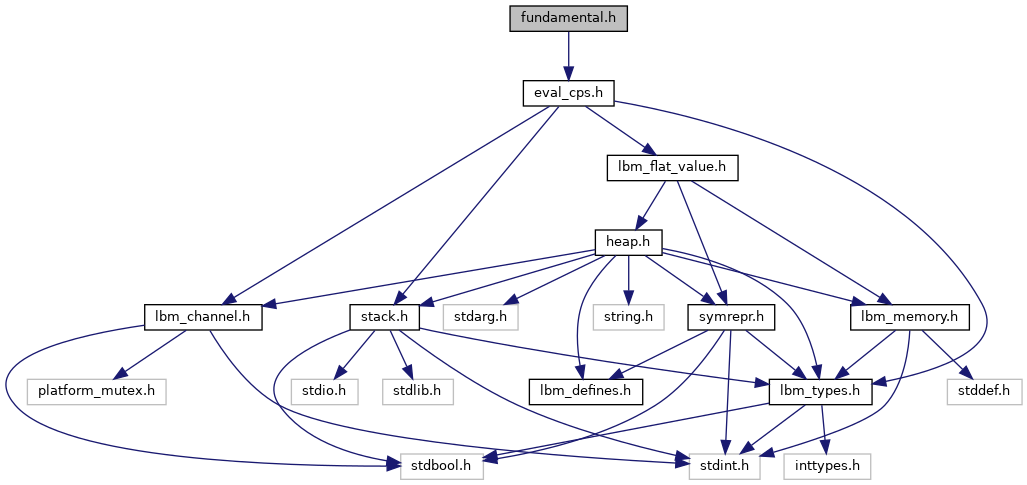 fundamental.h
eval_cps.h
lbm_flat_value.h
heap.h
lbm_channel.h
stack.h
stdarg.h
string.h
symrepr.h
lbm_memory.h
platform_mutex.h
stdio.h
stdlib.h
lbm_defines.h
lbm_types.h
stddef.h
stdbool.h
stdint.h
inttypes.h